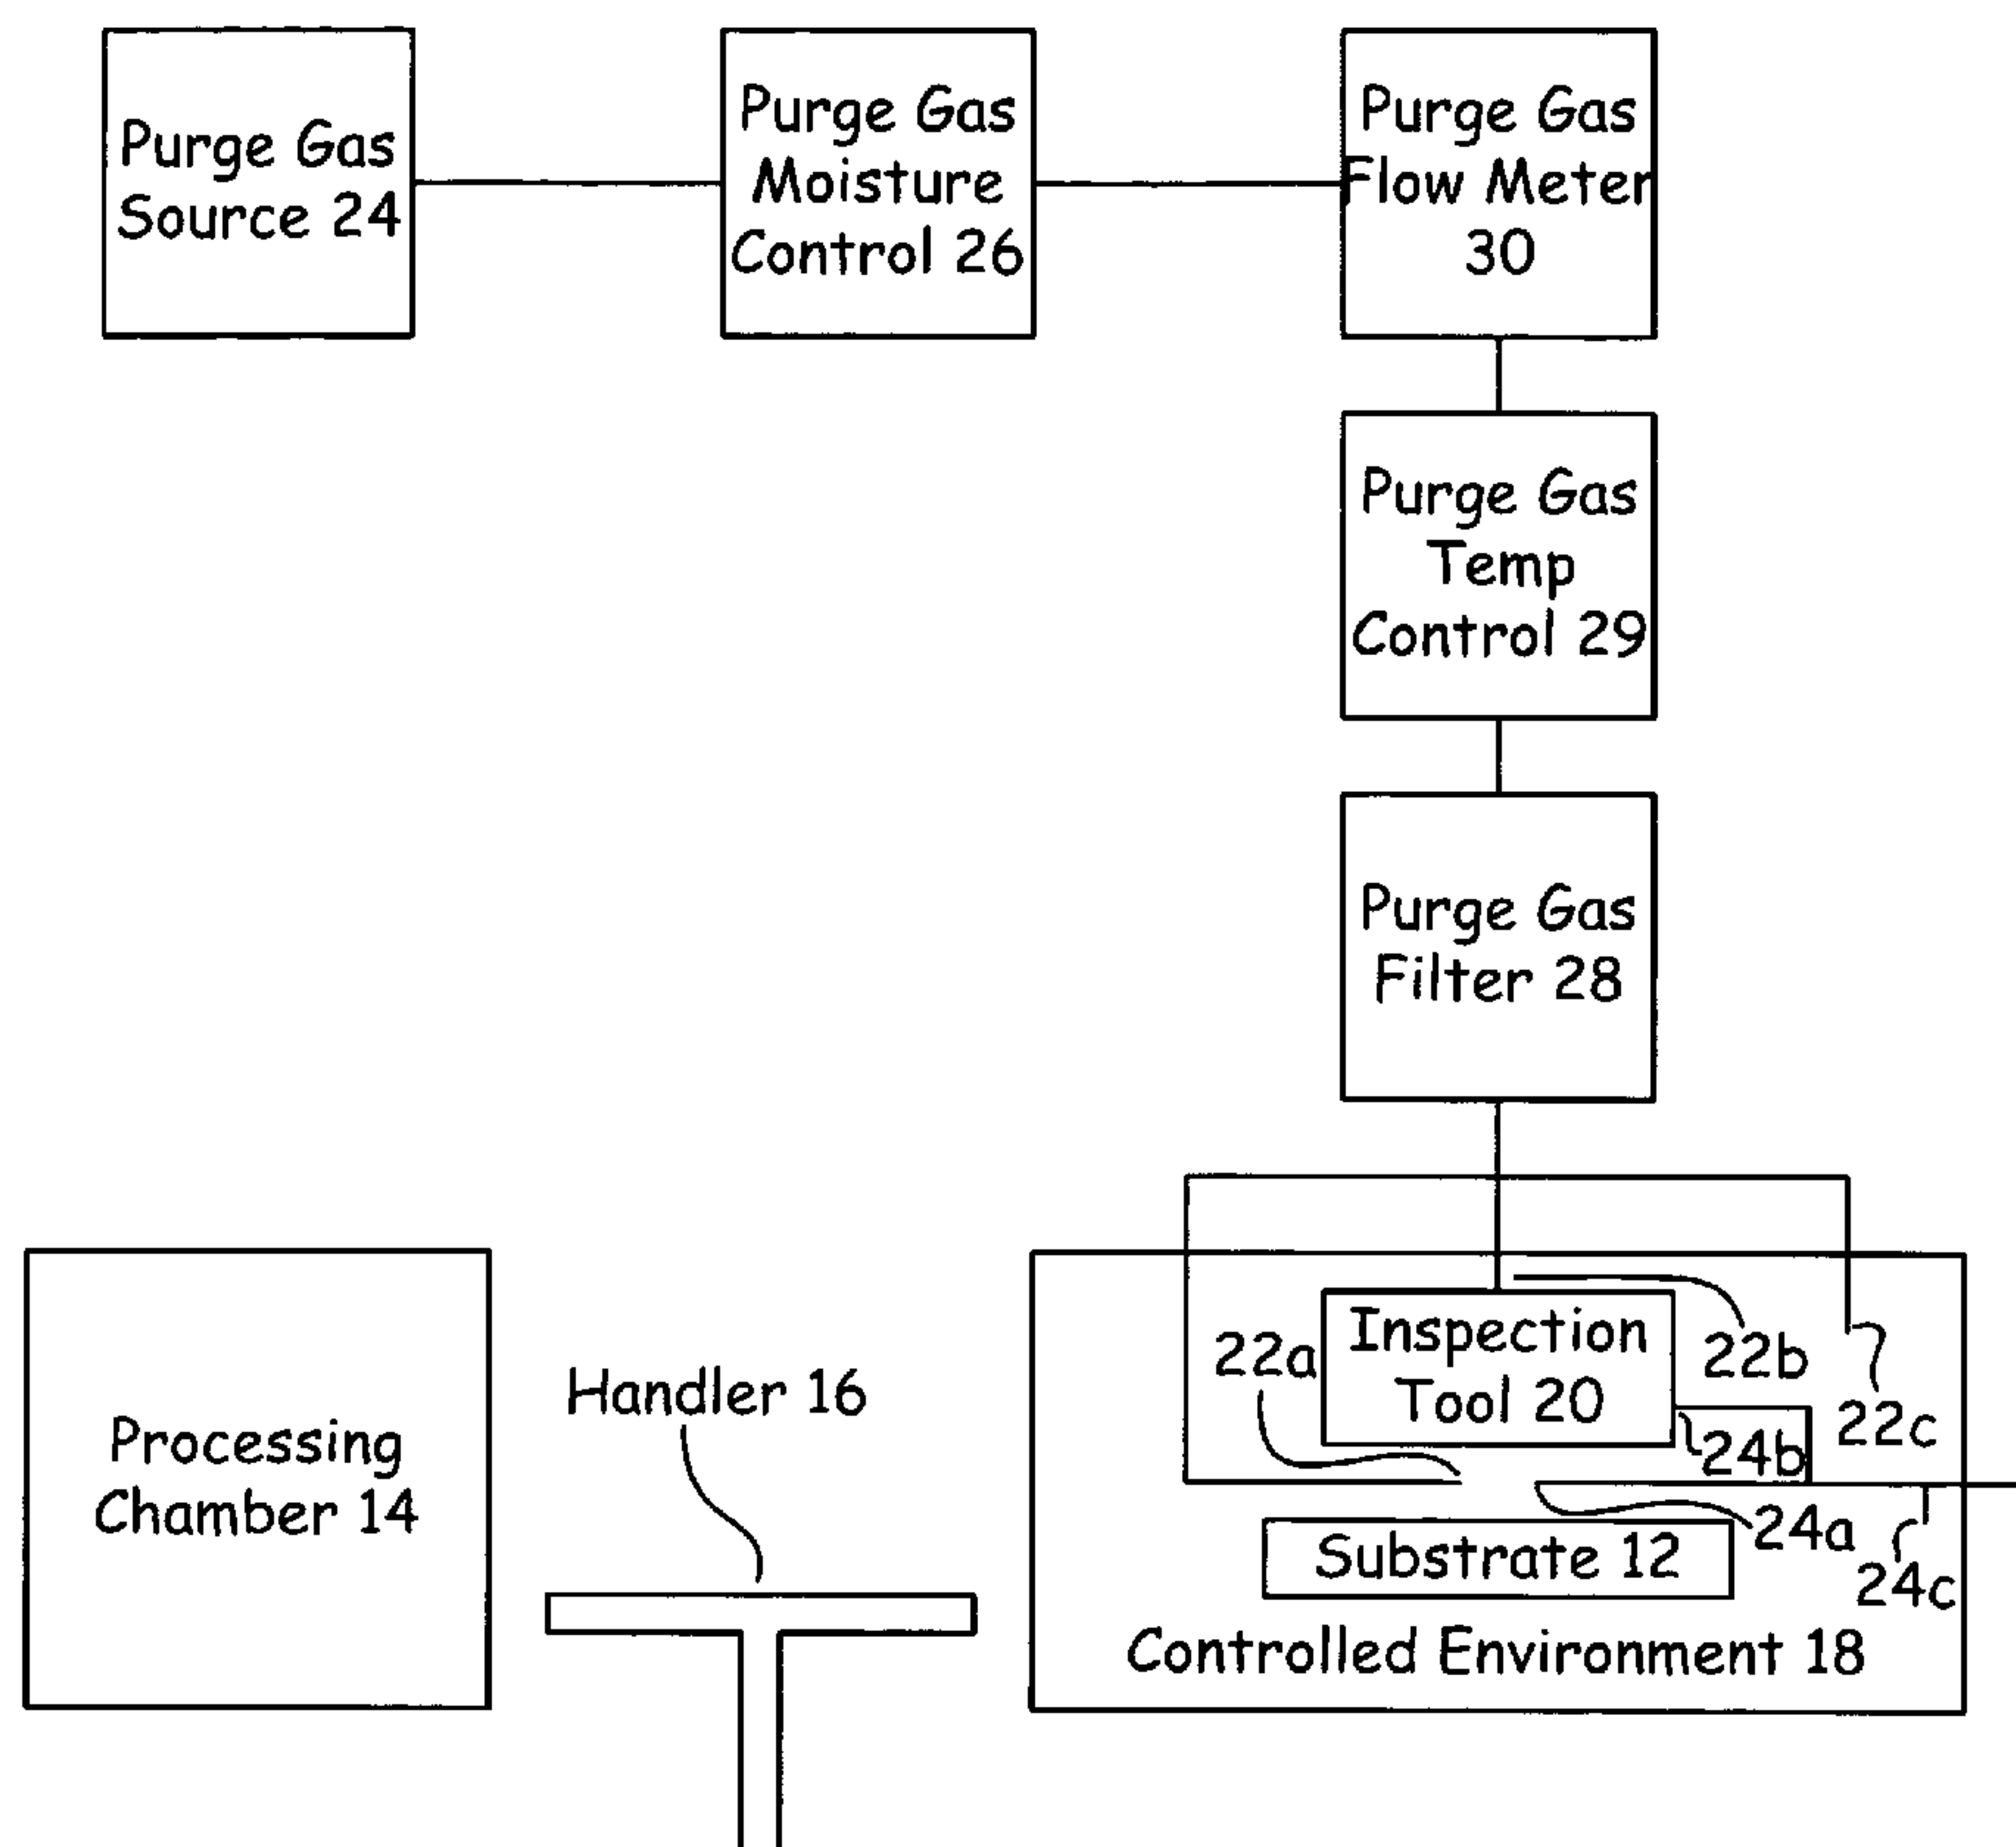 Purge Gas
Source 24
Purge Gas
Moisture
Control 26
Purge Gas
Flow Meter
30
Purge Gas
Temp
Control 29
Purge Gas
Filter 28
Processing
Chamber 14
Handler 16
22a
Inspection
Tool 20
22b
22c
24b
24a
24c
Substrate 12
Controlled Environment 18